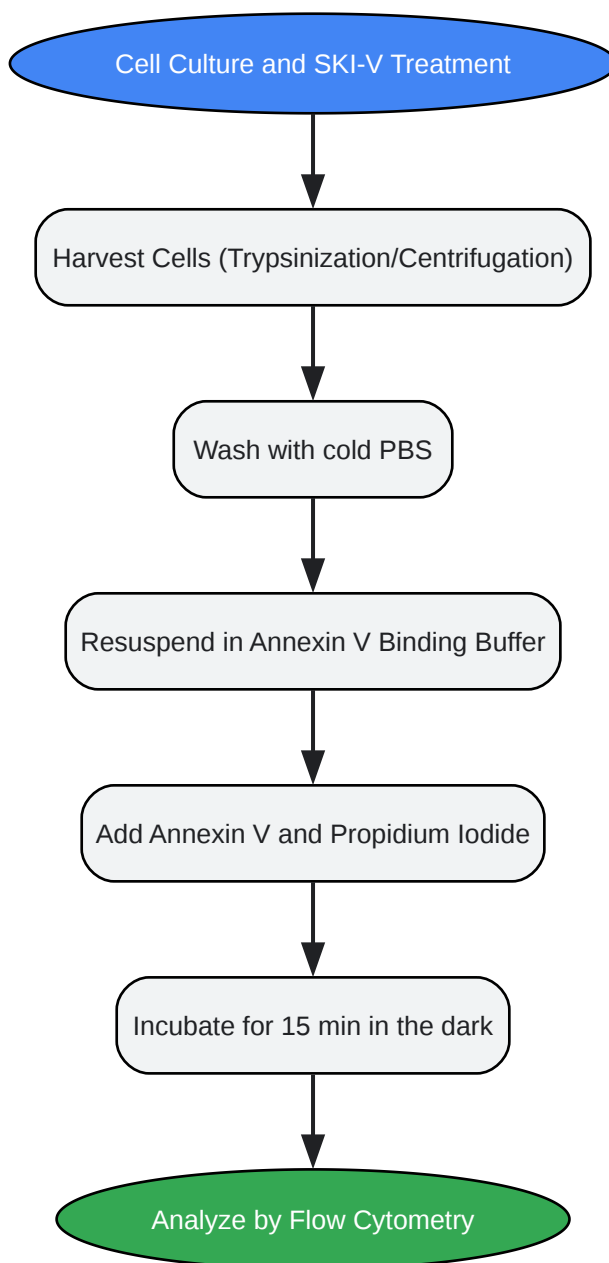 Cell Culture and SKI-V Treatment
Harvest Cells (Trypsinization/Centrifugation)
Wash with cold PBS
Resuspend in Annexin V Binding Buffer
Add Annexin V and Propidium Iodide
Incubate for 15 min in the dark
Analyze by Flow Cytometry